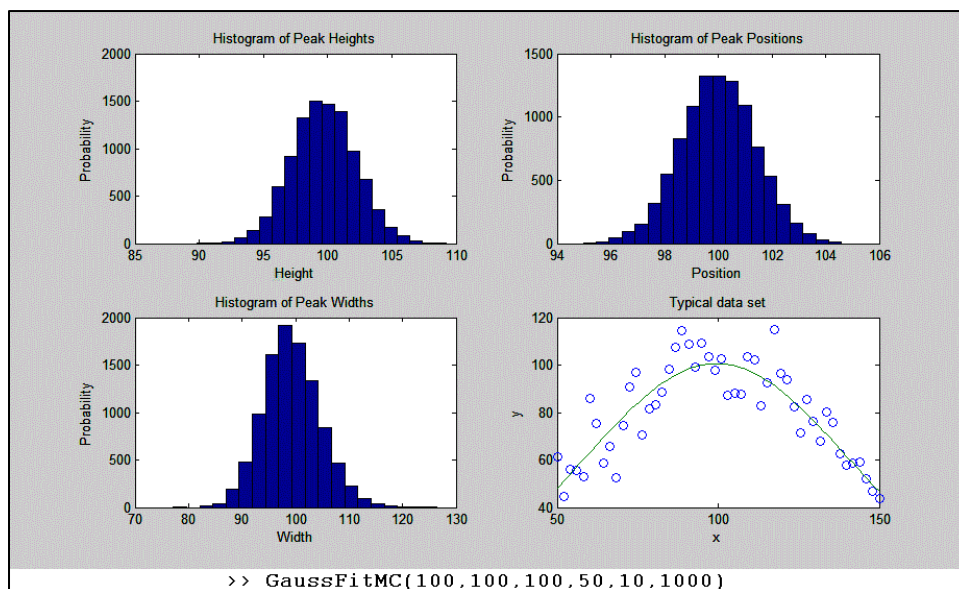 Histogram of Peak Heights
2000
1500
1000
500
0
Probability
85 90 95 100 105 110
Height
Histogram of Peak Positions
1500
1000
500
0
Probability
94 96 98 100 102 104 106
Position
Histogram of Peak Widths
2000
1500
1000
500
0
Probability
70 80 90 100 110 120 130
Width
Typical data set
120
100
80
60
40
y
50 100 150
x
>> GaussFitMC(100,100,100,50,10,1000)